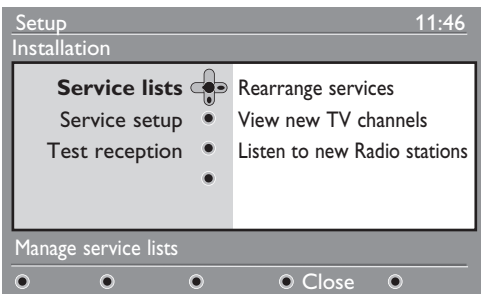 Setup 11:46
Installation
Service lists Rearrange services
Service setup View new TV channels
Test reception Listen to new Radio stations
Manage service lists
Close